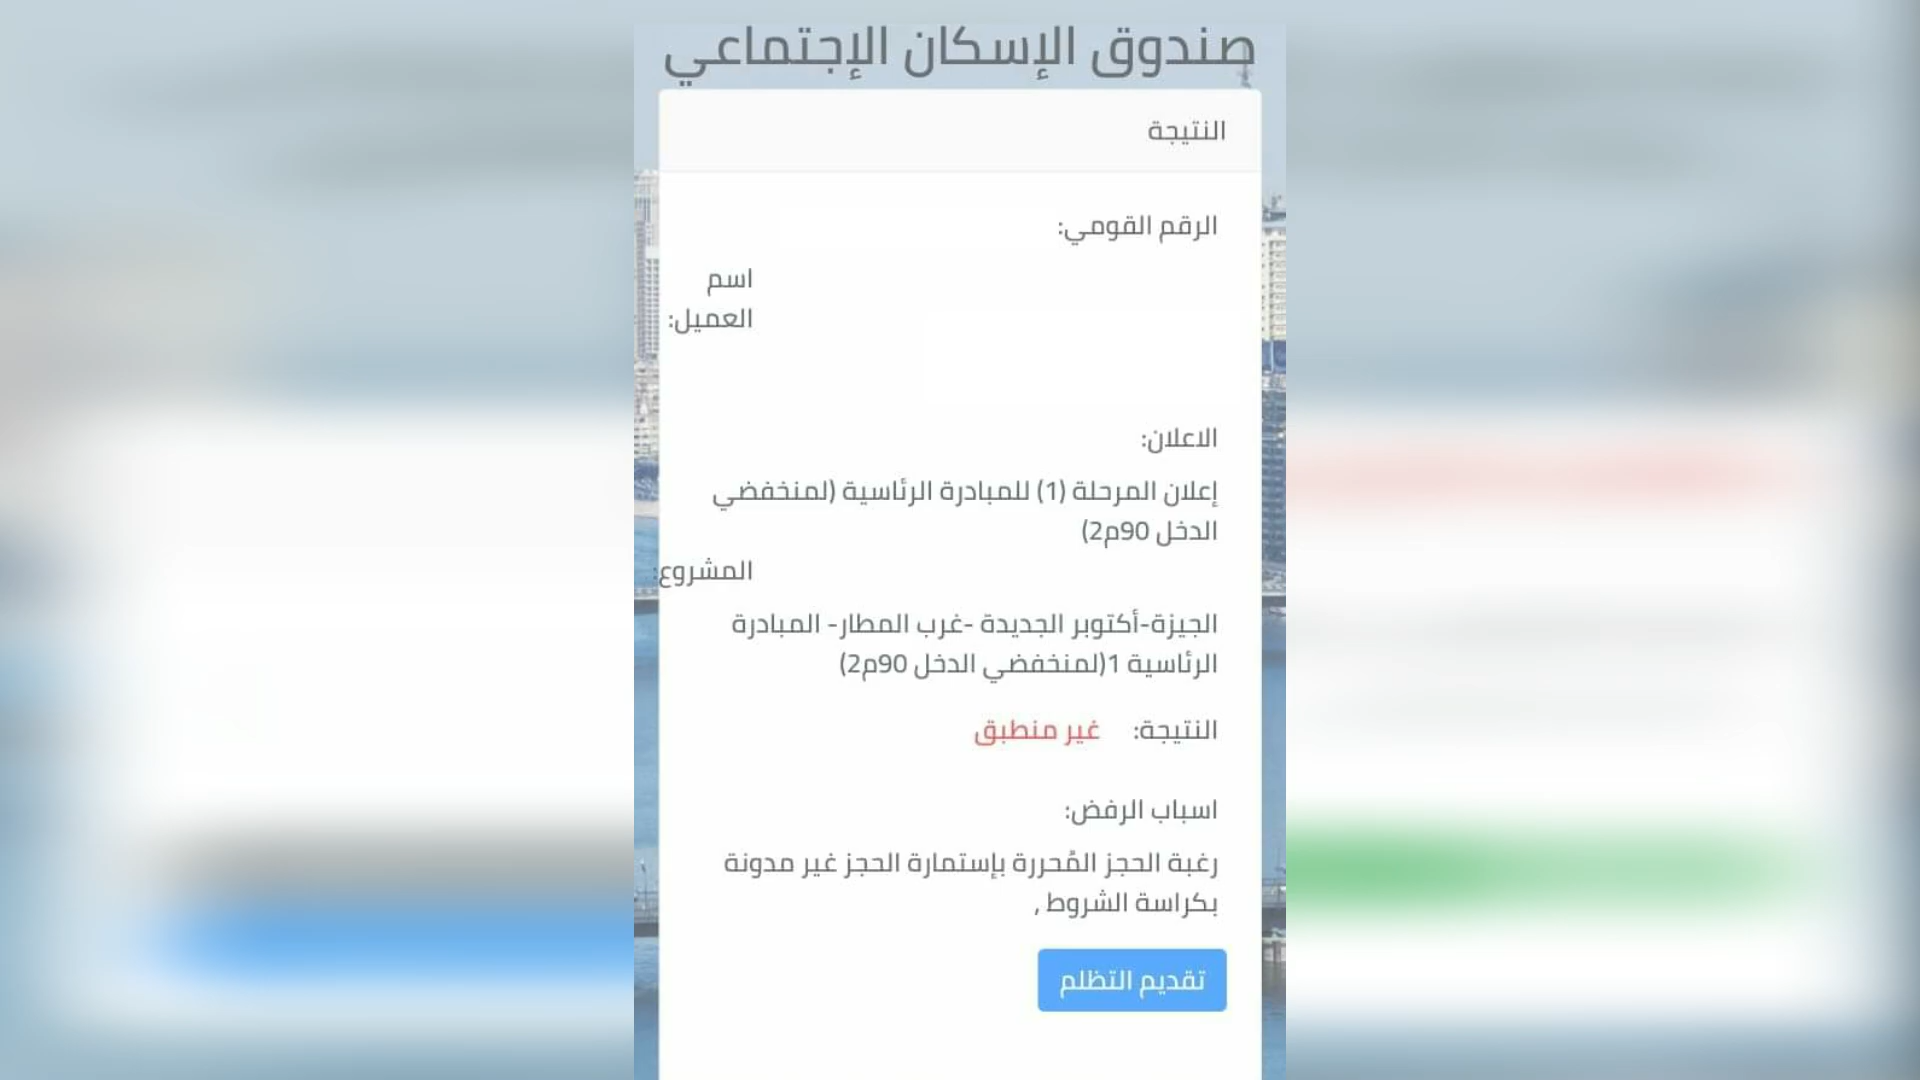 صندوق الإسكان الإجتماعي
النتيجة
الرقم القومي:
اسم
العميل:
الاعلان:
إعلان المرحلة (1) للمبادرة الرئاسية (لمنخفضي
الدخل 90م2)
المشروع:
الجيزة-أكتوبر الجديدة -غرب المطار- المبادرة
الرئاسية 1(لمنخفضي الدخل 90م2)
النتيجة: غير منطبق
اسباب الرفض:
رغبة الحجز المُحررة بإستمارة الحجز غير مدونة
بكراسة الشروط ,
تقديم التظلم